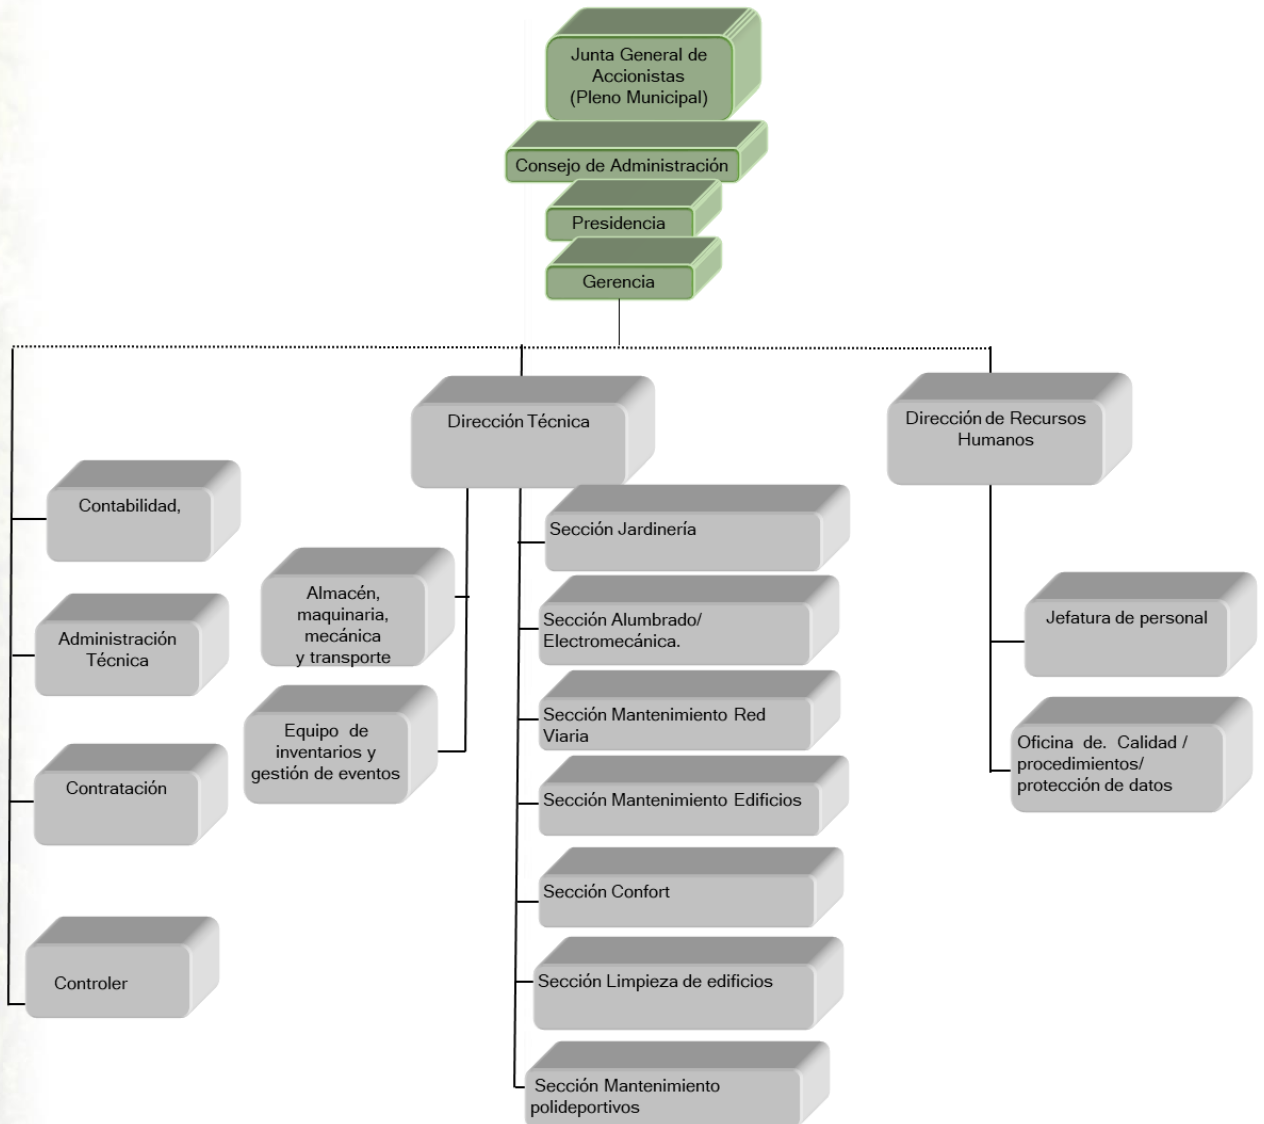 Junta General de
Accionistas
(Pleno Municipal)
Consejo de Administración
Presidencia
Gerencia
Dirección Técnica
Dirección de Recursos
Humanos
Contabilidad,
Administración
Técnica
Contratación
Controler
Almacén,
maquinaria,
mecánica
y transporte
Equipo de
inventarios y
gestión de eventos
Sección Jardinería
Sección Alumbrado/
Electromecánica.
Sección Mantenimiento Red
Viaria
Sección Mantenimiento Edificios
Sección Confort
Sección Limpieza de edificios
Sección Mantenimiento
polideportivos
Jefatura de personal
Oficina de. Calidad /
procedimientos/
protección de datos